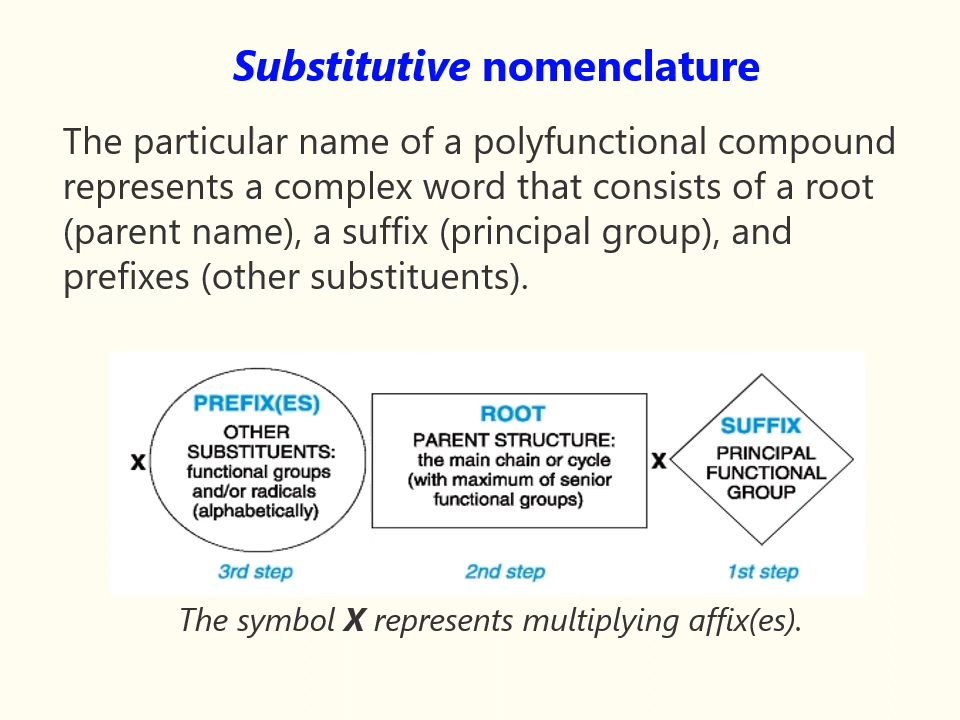 Substitutive nomenclature
The particular name of a polyfunctional compound
represents a complex word that consists of a root
(parent name), a suffix (principal group), and
prefixes (other substituents).
X
PREFIX(ES)
OTHER
SUBSTITUENTS:
functional groups
and/or radicals
(alphabetically)
3rd step
ROOT
PARENT STRUCTURE:
the main chain or cycle
(with maximum of senior
functional groups)
2nd step
X
SUFFIX
PRINCIPAL
FUNCTIONAL
GROUP
1st step
The symbol X represents multiplying affix(es).